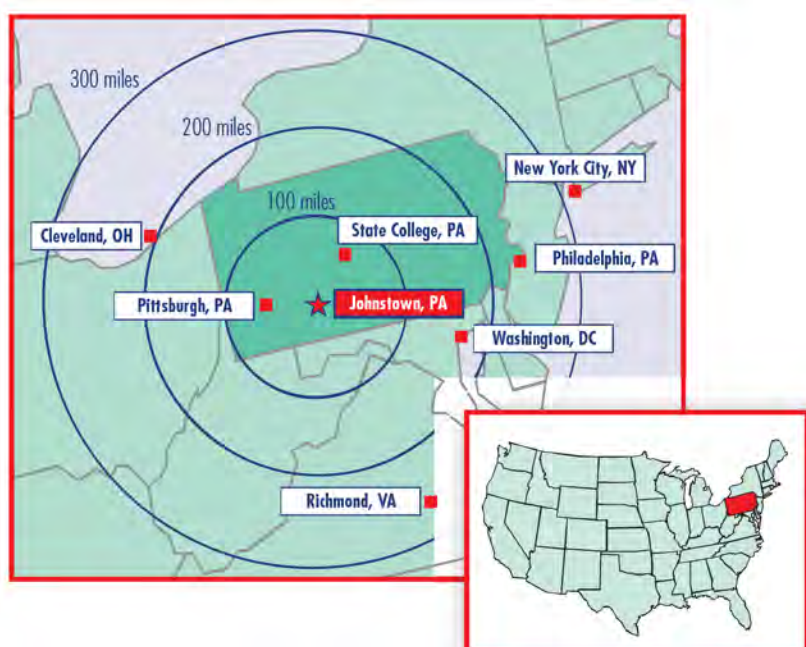 300 miles
200 miles
New York City, NY
100 miles
State College, PA
Cleveland, OH
Philadelphia, PA
Pittsburgh, PA
Johnstown, PA
Washington, DC
Richmond, VA